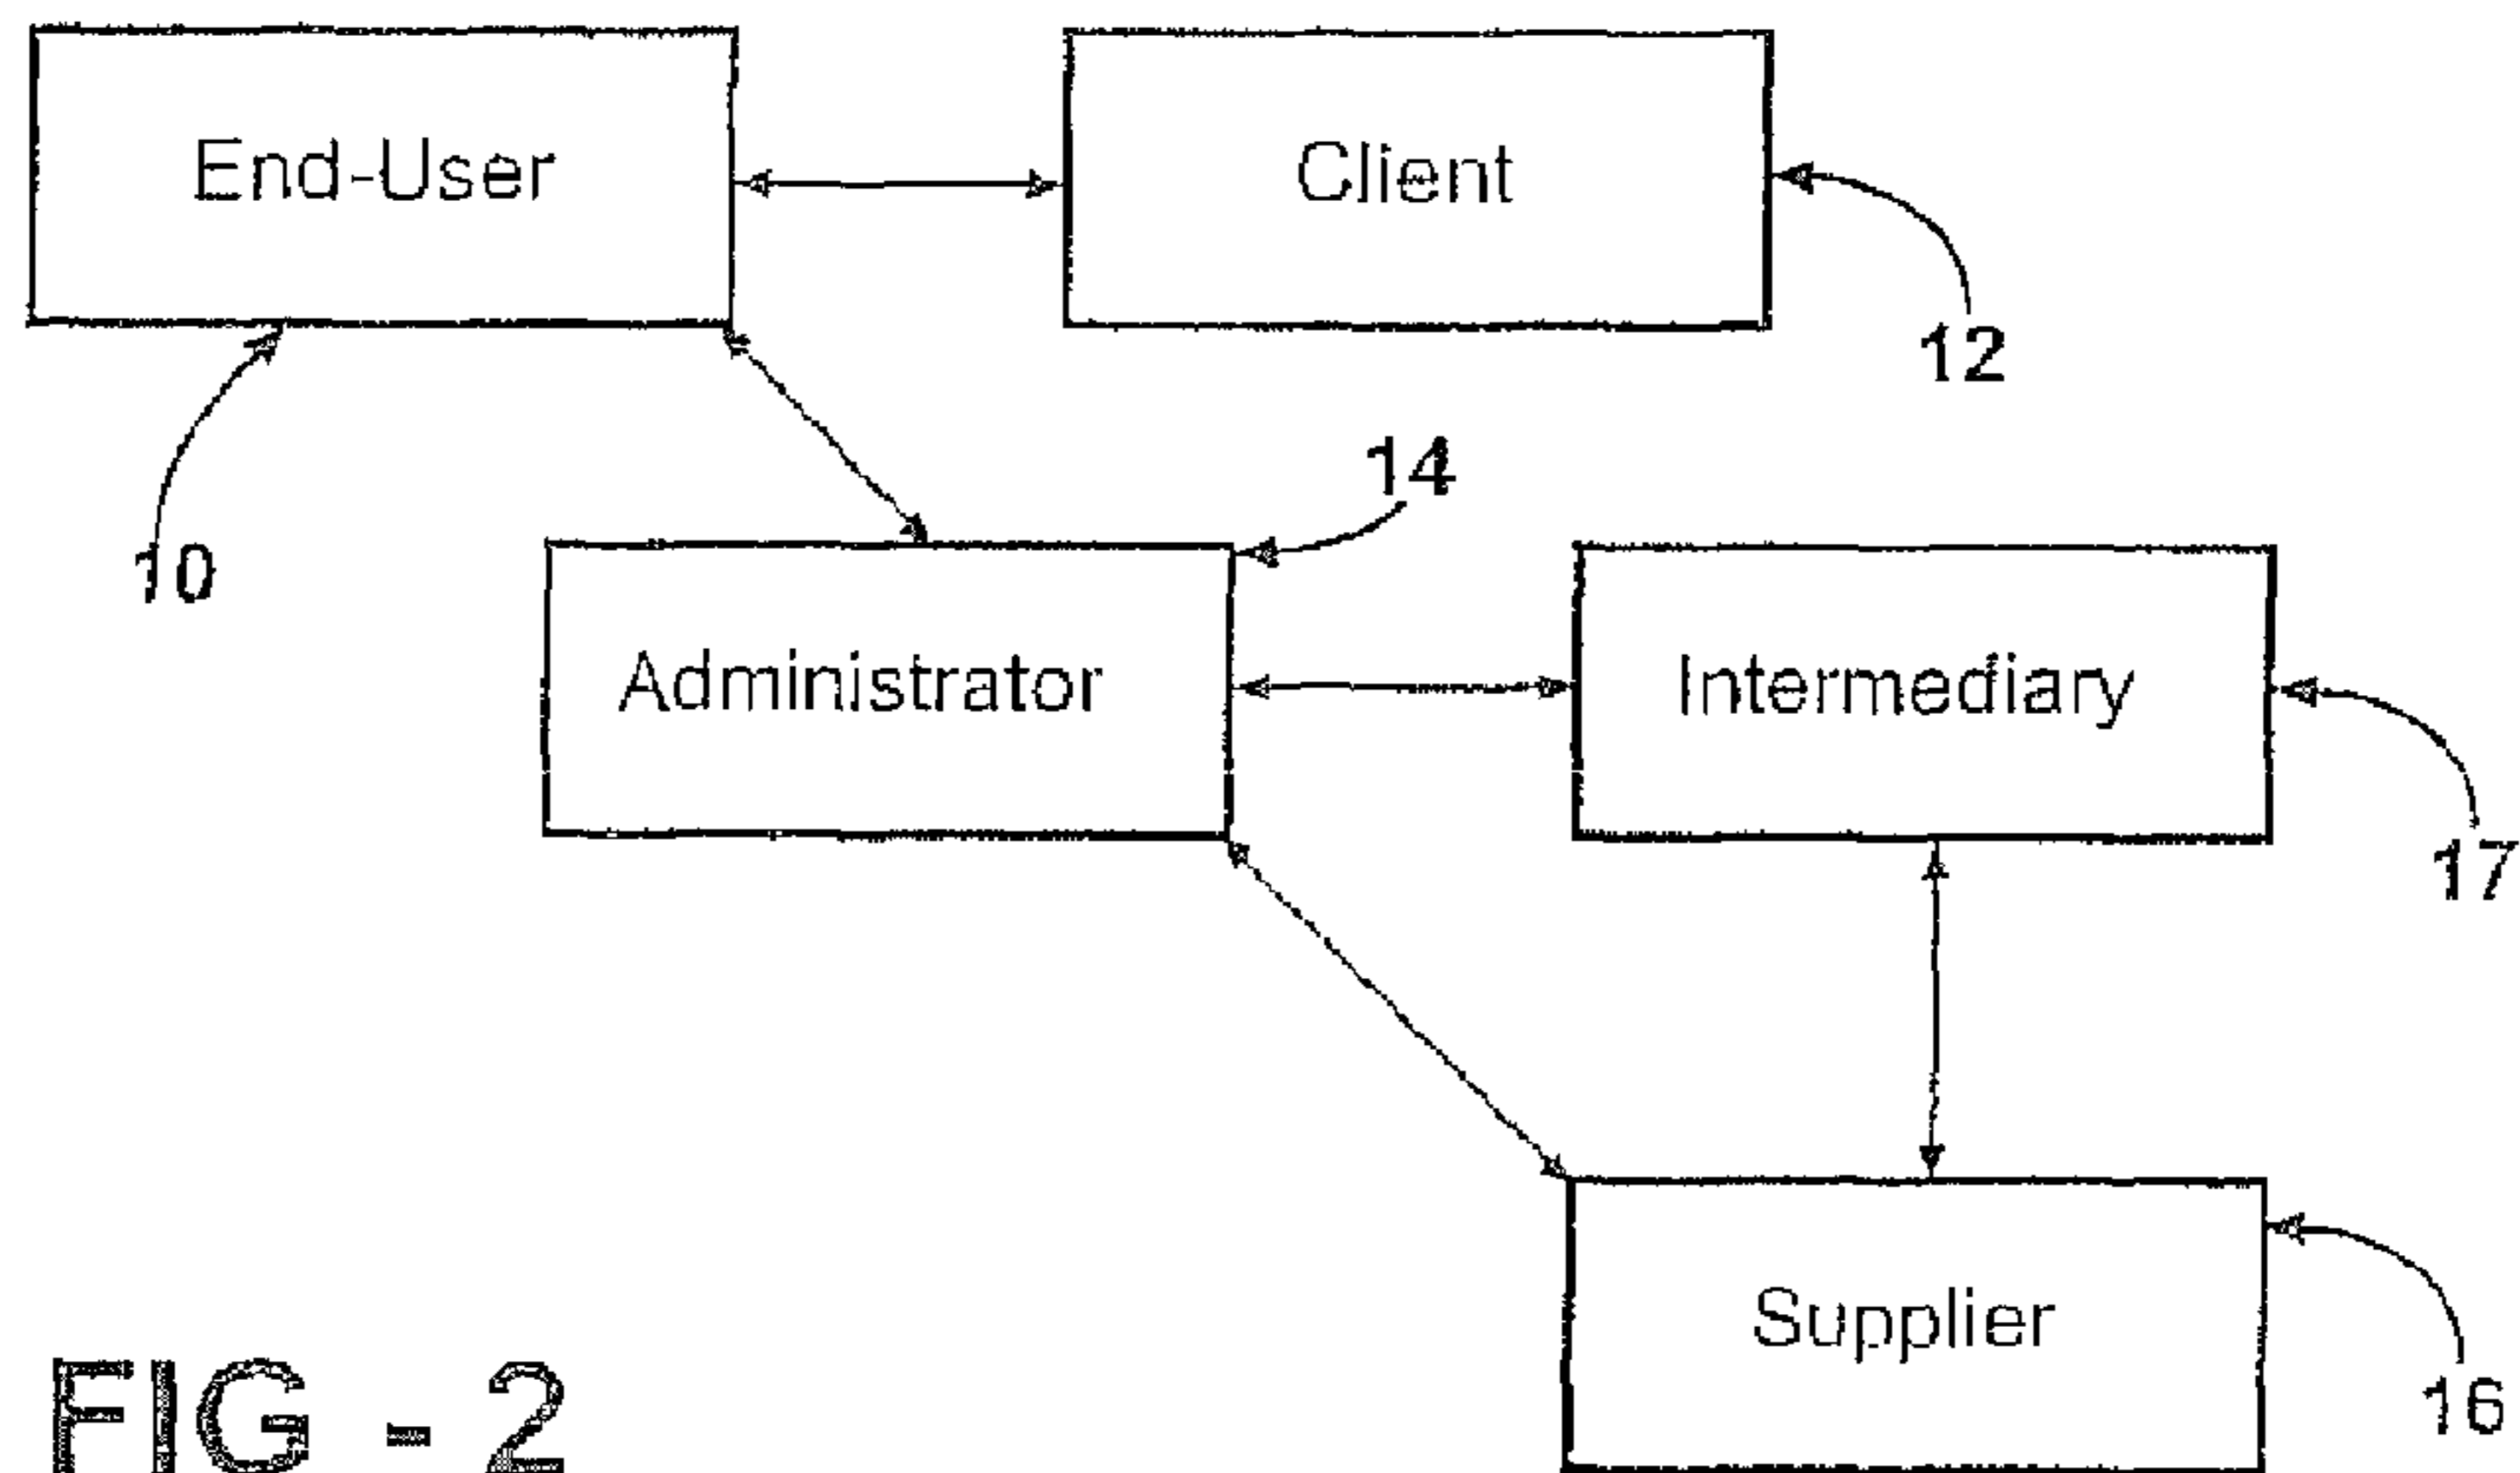 End-User
Client
12
14
10
Administrator
Intermediary
17
Supplier
16
FIG - 2